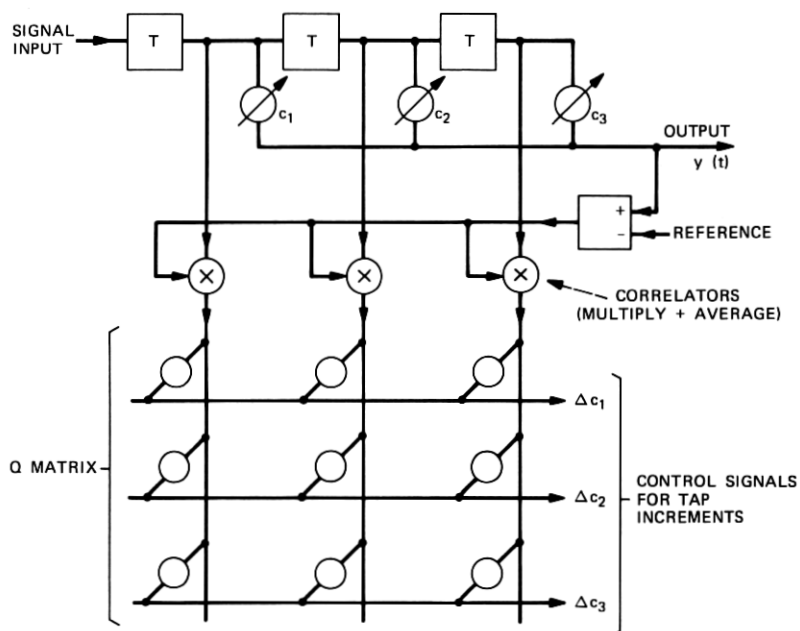 SIGNAL
INPUT
T
T
T
c1
c2
c3
OUTPUT
y (t)
+
−
REFERENCE
×
×
×
CORRELATORS
(MULTIPLY + AVERAGE)
Δc1
Q MATRIX
Δc2
CONTROL SIGNALS
FOR TAP
INCREMENTS
Δc3